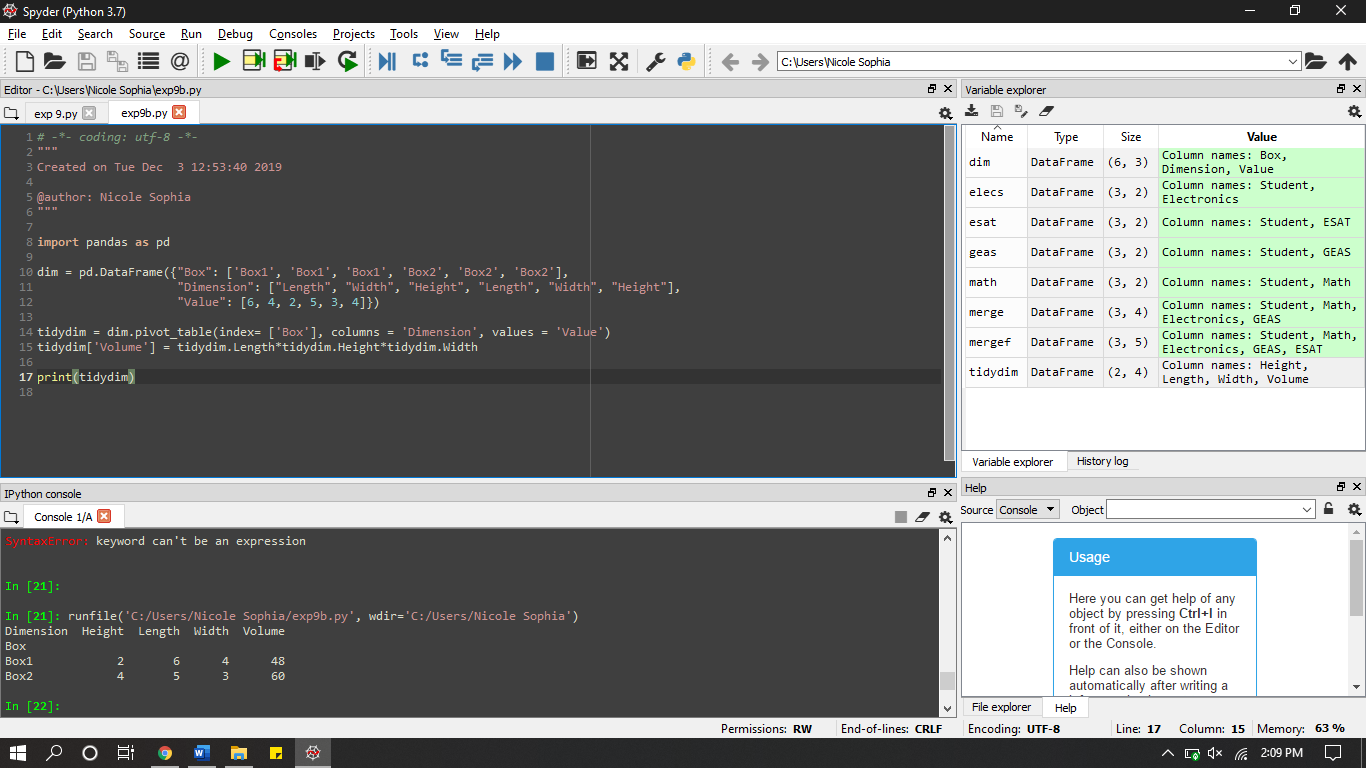 Spyder (Python 3.7)
File Edit Search Source Run Debug Consoles Projects Tools View Help
C:\Users\Nicole Sophia
Editor - C:\Users\Nicole Sophia\exp9b.py
exp 9.py exp9b.py
1 # -*- coding: utf-8 -*-
2 """
3 Created on Tue Dec  3 12:53:40 2019
4
5 @author: Nicole Sophia
6 """
7
8 import pandas as pd
9
10 dim = pd.DataFrame({"Box": ['Box1', 'Box1', 'Box1', 'Box2', 'Box2', 'Box2'],
11                     "Dimension": ["Length", "Width", "Height", "Length", "Width", "Height"],
12                     "Value": [6, 4, 2, 5, 3, 4]})
13
14 tidydim = dim.pivot_table(index= ['Box'], columns = 'Dimension', values = 'Value')
15 tidydim['Volume'] = tidydim.Length*tidydim.Height*tidydim.Width
16
17 print(tidydim)
18
IPython console
Console 1/A
SyntaxError: keyword can't be an expression
In [21]:
In [21]: runfile('C:/Users/Nicole Sophia/exp9b.py', wdir='C:/Users/Nicole Sophia')
Dimension  Height  Length  Width  Volume
Box
Box1            2       6      4      48
Box2            4       5      3      60
In [22]:
Variable explorer
Name Type Size Value
dim DataFrame (6, 3) Column names: Box,
Dimension, Value
elecs DataFrame (3, 2) Column names: Student,
Electronics
esat DataFrame (3, 2) Column names: Student, ESAT
geas DataFrame (3, 2) Column names: Student, GEAS
math DataFrame (3, 2) Column names: Student, Math
merge DataFrame (3, 4) Column names: Student, Math,
Electronics, GEAS
mergef DataFrame (3, 5) Column names: Student, Math,
Electronics, GEAS, ESAT
tidydim DataFrame (2, 4) Column names: Height,
Length, Width, Volume
Variable explorer History log
Help
Source Console Object
Usage
Here you can get help of any
object by pressing Ctrl+I in
front of it, either on the Editor
or the Console.
Help can also be shown
automatically after writing a
File explorer Help
Permissions: RW End-of-lines: CRLF Encoding: UTF-8 Line: 17 Column: 15 Memory: 63 %
2:09 PM